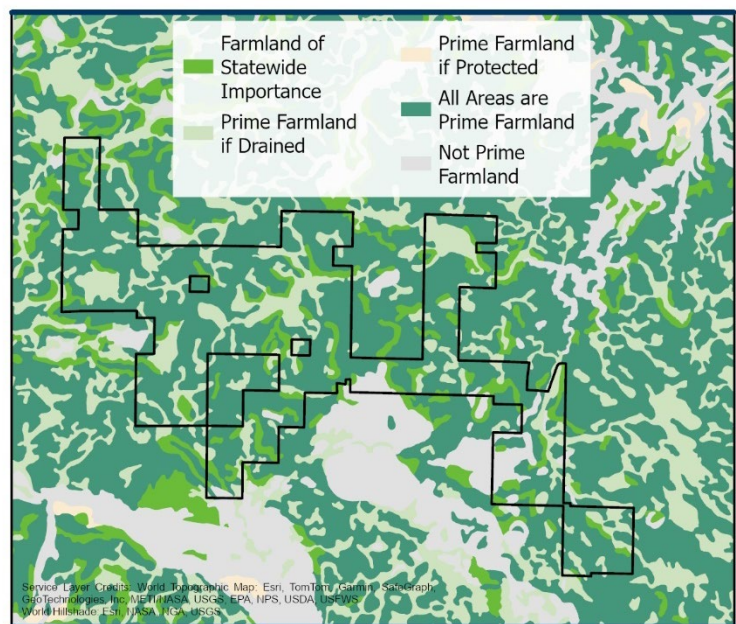 Farmland of
Statewide
Importance
Prime Farmland
if Drained
Prime Farmland
if Protected
All Areas are
Prime Farmland
Not Prime
Farmland
Service Layer Credits: World Topographic Map: Esri, TomTom, Garmin, SafeGraph,
GeoTechnologies, Inc, METI/NASA, USGS, EPA, NPS, USDA, USFWS
World Hillshade: Esri, NASA, NGA, USGS